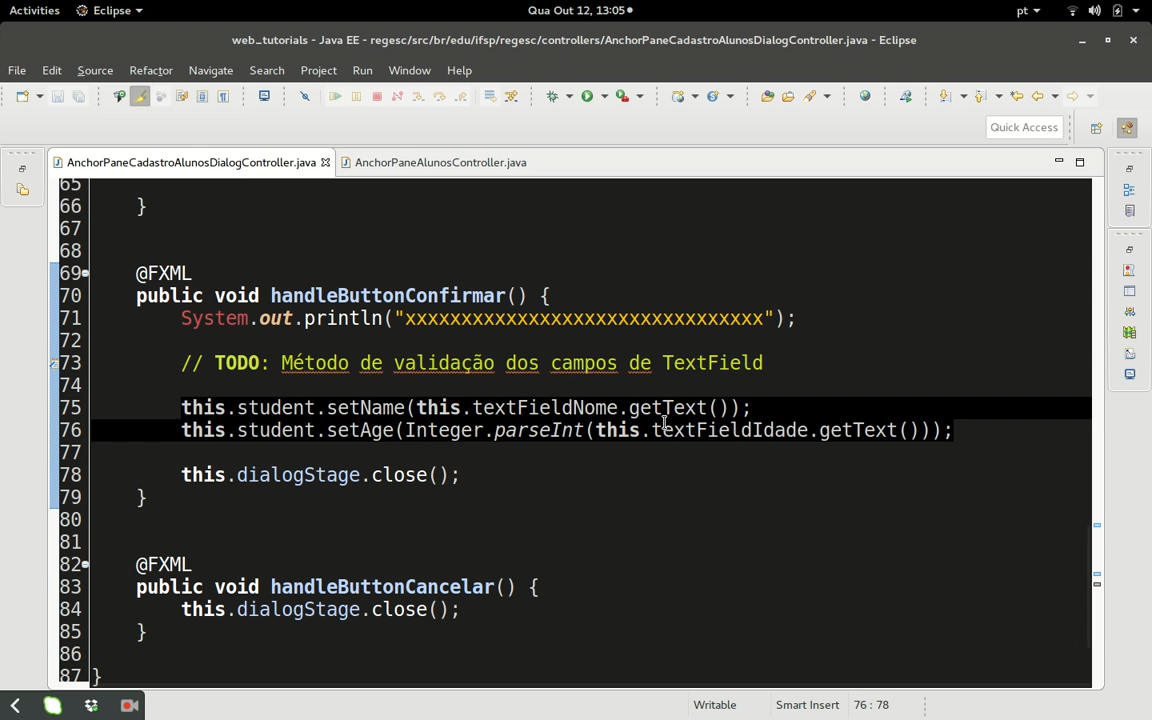 Activities Eclipse Qua Out 12, 13:05 pt
web_tutorials - Java EE - regesc/src/br/edu/ifsp/regesc/controllers/AnchorPaneCadastroAlunosDialogController.java - Eclipse
File Edit Source Refactor Navigate Search Project Run Window Help
Quick Access
AnchorPaneCadastroAlunosDialogController.java AnchorPaneAlunosController.java
65
66 }
67
68
69 @FXML
70 public void handleButtonConfirmar() {
71 System.out.println("xxxxxxxxxxxxxxxxxxxxxxxxxxxxxxxx");
72
73 // TODO: Método de validação dos campos de TextField
74
75 this.student.setName(this.textFieldNome.getText());
76 this.student.setAge(Integer.parseInt(this.textFieldIdade.getText()));
77
78 this.dialogStage.close();
79 }
80
81
82 @FXML
83 public void handleButtonCancelar() {
84 this.dialogStage.close();
85 }
86
87 }
Writable Smart Insert 76 : 78